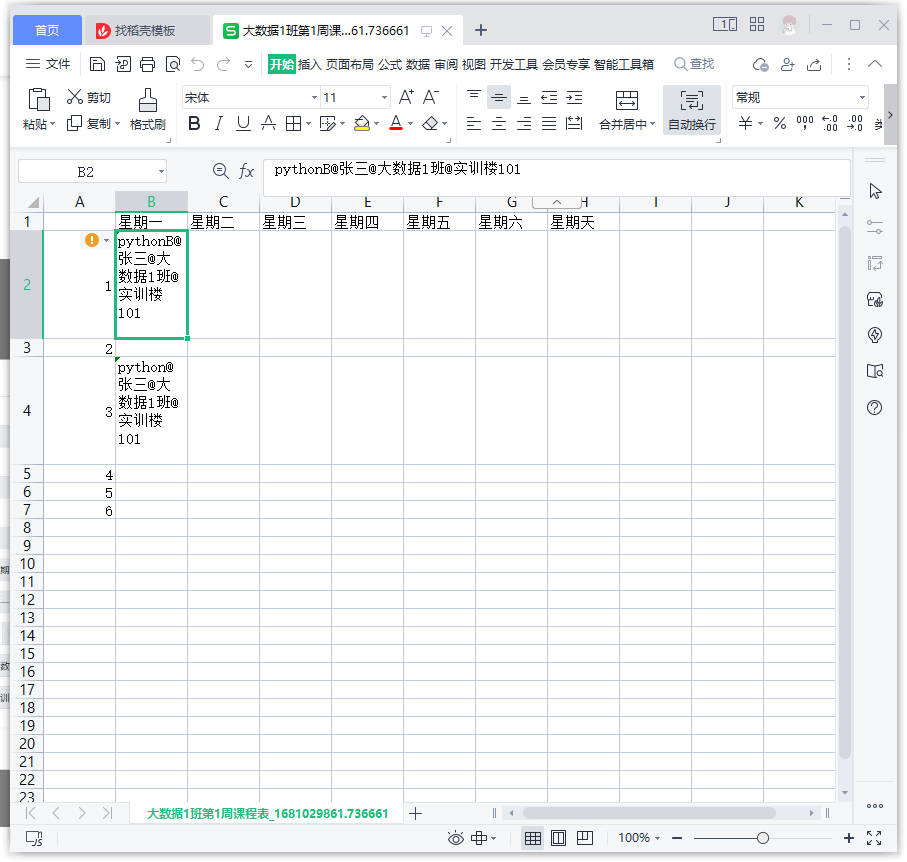 首页 找稻壳模板 大数据1班第1周课...61.736661
文件 开始 插入 页面布局 公式 数据 审阅 视图 开发工具 会员专享 智能工具箱 查找
剪切 宋体 11 常规
粘贴 复制 格式刷 B I U A 合并居中 自动换行 ¥ % 000 .00
B2 fx pythonB@张三@大数据1班@实训楼101
A B C D E F G H I J K
1 星期一 星期二 星期三 星期四 星期五 星期六 星期天
2 1 pythonB@
张三@大
数据1班@
实训楼
101
3 2
4 3 python@
张三@大
数据1班@
实训楼
101
5 4
6 5
7 6
8
9
10
11
12
13
14
15
16
17
18
19
20
21
22
23
大数据1班第1周课程表_1681029861.736661
100%